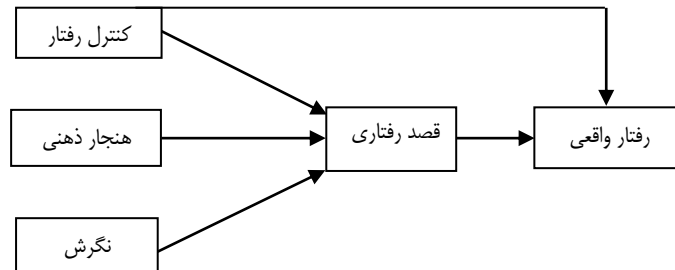 کنترل رفتار
هنجار ذهنی
قصد رفتاری
رفتار واقعی
نگرش